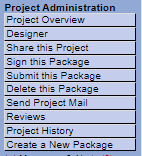 Project Administration
Project Overview
Designer
Share this Project
Sign this Package
Submit this Package
Delete this Package
Send Project Mail
Reviews
Project History
Create a New Package